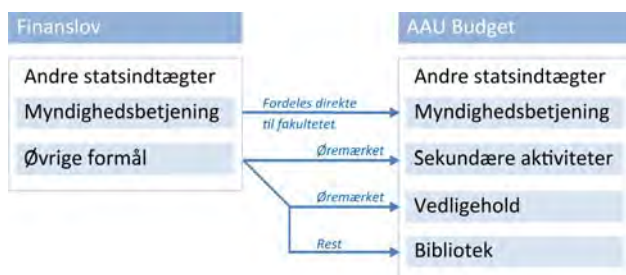 Finanslov
AAU Budget
Andre statsindtægter
Andre statsindtægter
Myndighedsbetjening
Fordeles direkte
til fakultetet
Myndighedsbetjening
Øvrige formål
Øremærket
Sekundære aktiviteter
Øremærket
Vedligehold
Rest
Bibliotek